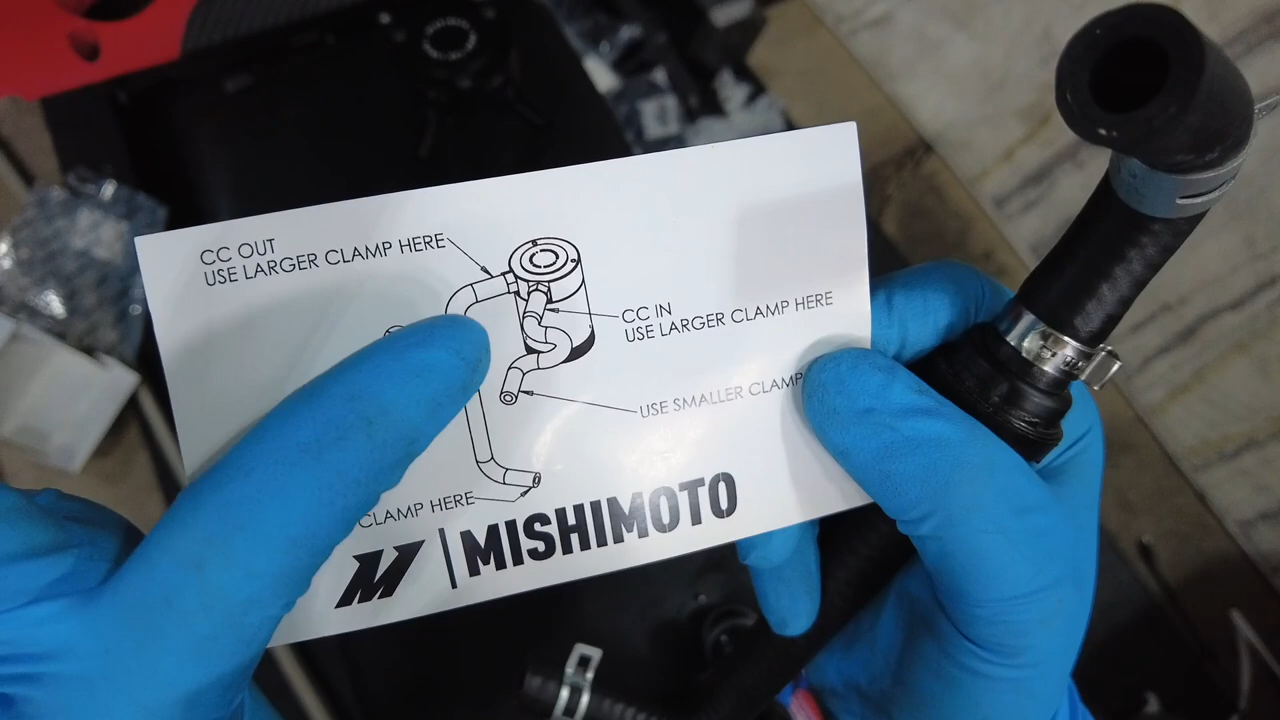 CC OUT
USE LARGER CLAMP HERE
CC IN
USE LARGER CLAMP HERE
USE SMALLER CLAMP
CLAMP HERE
MISHIMOTO